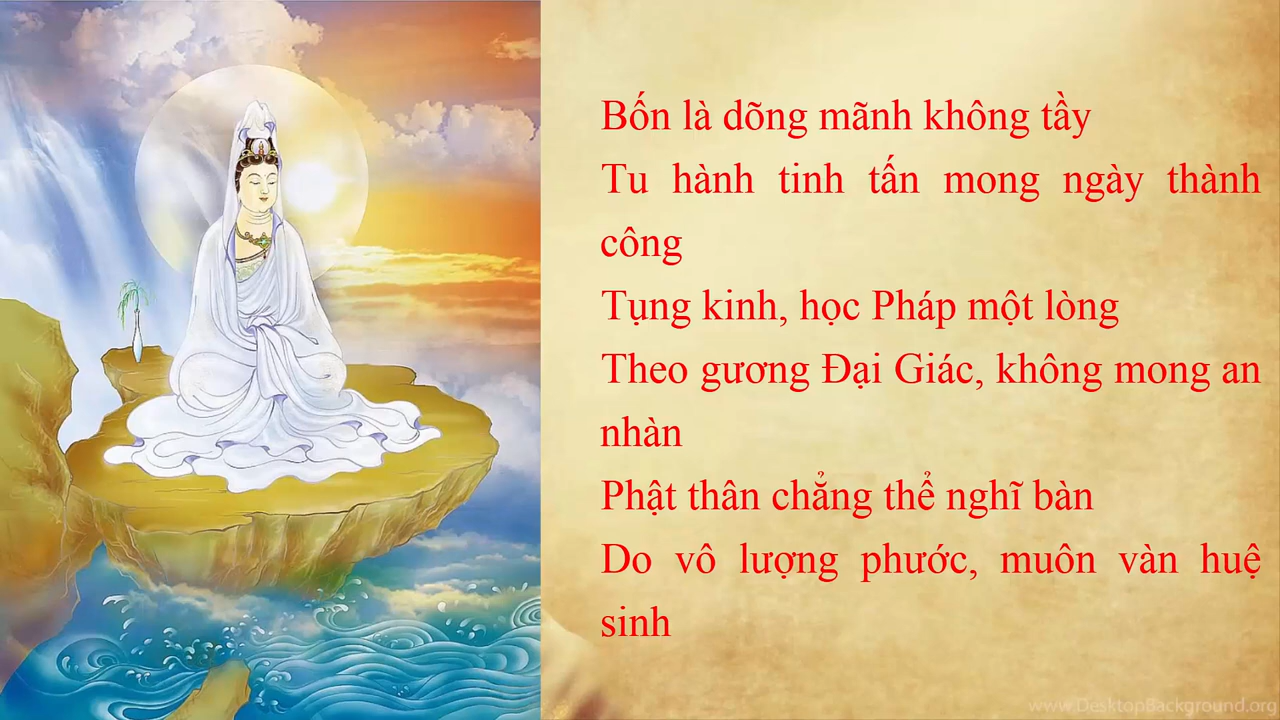 Bốn là dõng mãnh không tầy
Tu hành tinh tấn mong ngày thành
công
Tụng kinh, học Pháp một lòng
Theo gương Đại Giác, không mong an
nhàn
Phật thân chẳng thể nghĩ bàn
Do vô lượng phước, muôn vàn huệ
sinh
www.DesktopBackground.org